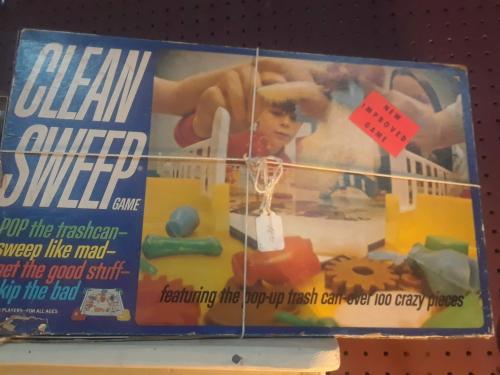 CLEAN
SWEEP
GAME
POP the trashcan—
sweep like mad—
get the good stuff—
skip the bad
PLAYERS—FOR ALL AGES
NEW
IMPROVED
GAME
featuring the pop-up trash can-over 100 crazy pieces